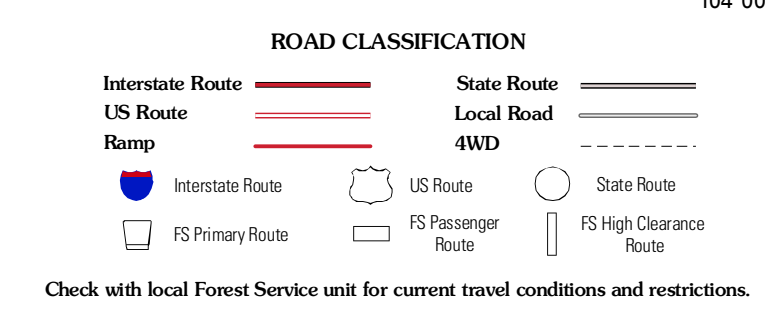 104 00
ROAD CLASSIFICATION
Interstate Route State Route
US Route Local Road
Ramp 4WD
Interstate Route US Route State Route
FS Primary Route FS Passenger Route FS High Clearance Route
Check with local Forest Service unit for current travel conditions and restrictions.